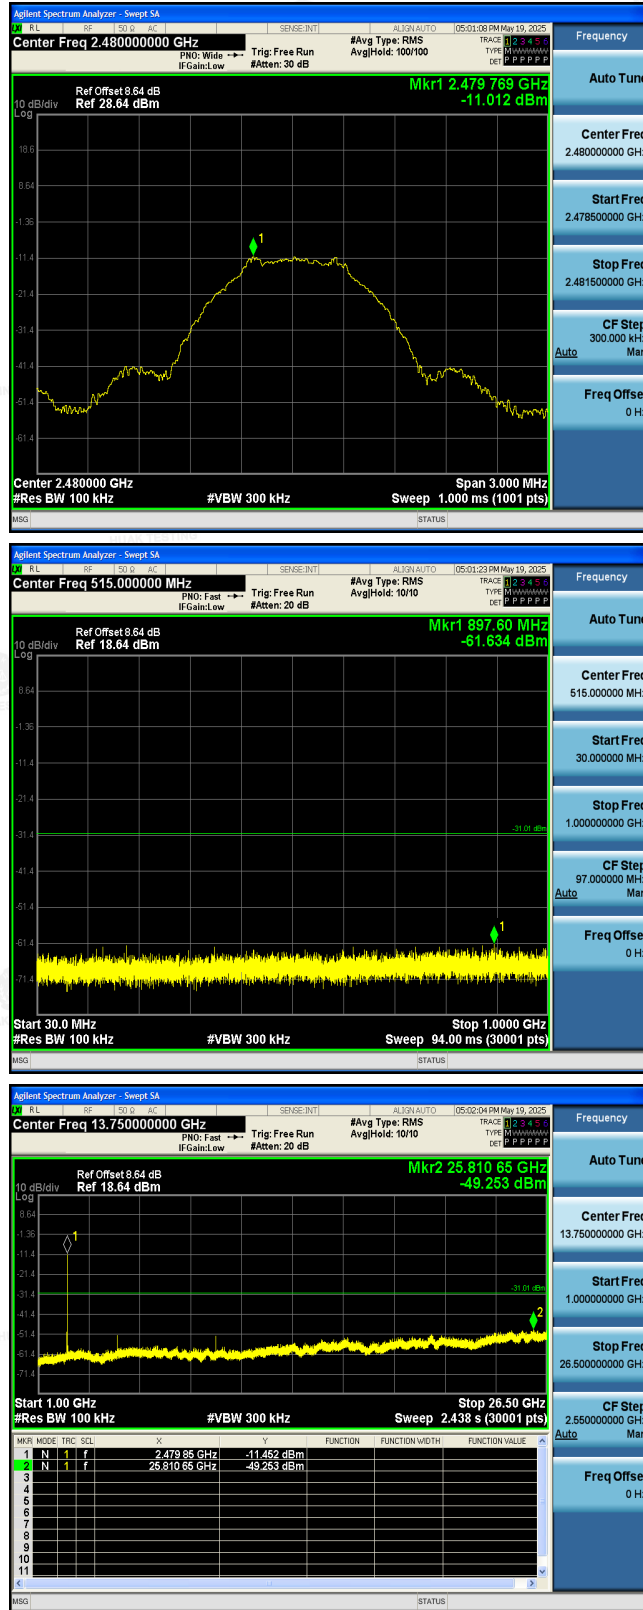 Agilent Spectrum Analyzer - Swept SA
LXI RL RF 50 Ω AC SENSE:INT ALIGN AUTO 05:01:08 PM May 19, 2025
Center Freq 2.480000000 GHz #Avg Type: RMS TRACE 1 2 3 4 5 6 Frequency
PNO: Wide Trig: Free Run Avg|Hold: 100/100 TYPE M
IFGain:Low #Atten: 30 dB DET P P P P P P
Auto Tune
Mkr1 2.479 769 GHz
Ref Offset 8.64 dB -11.012 dBm
10 dB/div Ref 28.64 dBm
Log
Center Freq
2.480000000 GHz
18.6
8.64
Start Freq
2.478500000 GHz
-1.36
1
-11.4
Stop Freq
2.481500000 GHz
-21.4
-31.4
CF Step
300.000 kHz
Auto Man
-41.4
Freq Offset
0 Hz
-51.4
-61.4
Center 2.480000 GHz Span 3.000 MHz
#Res BW 100 kHz #VBW 300 kHz Sweep 1.000 ms (1001 pts)
MSG STATUS
HUAK TESTING
Agilent Spectrum Analyzer - Swept SA
LXI RL RF 50 Ω AC SENSE:INT ALIGN AUTO 05:01:23 PM May 19, 2025
Center Freq 515.000000 MHz #Avg Type: RMS TRACE 1 2 3 4 5 6 Frequency
PNO: Fast Trig: Free Run Avg|Hold: 10/10 TYPE M
IFGain:Low #Atten: 20 dB DET P P P P P P
Auto Tune
Mkr1 897.60 MHz
Ref Offset 8.64 dB -61.634 dBm
10 dB/div Ref 18.64 dBm
Log
Center Freq
515.000000 MHz
8.64
-1.36
Start Freq
30.000000 MHz
-11.4
-21.4
Stop Freq
1.000000000 GHz
-31.01 dBm
-31.4
-41.4
CF Step
97.000000 MHz
Auto Man
-51.4
1
-61.4
Freq Offset
0 Hz
-71.4
Start 30.0 MHz Stop 1.0000 GHz
#Res BW 100 kHz #VBW 300 kHz Sweep 94.00 ms (30001 pts)
MSG STATUS
Agilent Spectrum Analyzer - Swept SA
LXI RL RF 50 Ω AC SENSE:INT ALIGN AUTO 05:02:04 PM May 19, 2025
Center Freq 13.750000000 GHz #Avg Type: RMS TRACE 1 2 3 4 5 6 Frequency
PNO: Fast Trig: Free Run Avg|Hold: 10/10 TYPE M
IFGain:Low #Atten: 20 dB DET P P P P P P
Auto Tune
Mkr2 25.810 65 GHz
Ref Offset 8.64 dB -49.253 dBm
10 dB/div Ref 18.64 dBm
Log
8.64
Center Freq
13.750000000 GHz
-1.36
1
-11.4
-21.4
Start Freq
1.000000000 GHz
-31.01 dBm
-31.4
-41.4
2
-51.4
Stop Freq
26.500000000 GHz
-61.4
-71.4
Start 1.00 GHz Stop 26.50 GHz
#Res BW 100 kHz #VBW 300 kHz Sweep 2.438 s (30001 pts)
CF Step
2.550000000 GHz
Auto Man
MKR MODE TRC SCL X Y FUNCTION FUNCTION WIDTH FUNCTION VALUE
1 N 1 f 2.479 85 GHz -11.452 dBm
2 N 1 f 25.810 65 GHz -49.253 dBm
3
4
5
6
7
8
9
10
11
Freq Offset
0 Hz
MSG STATUS